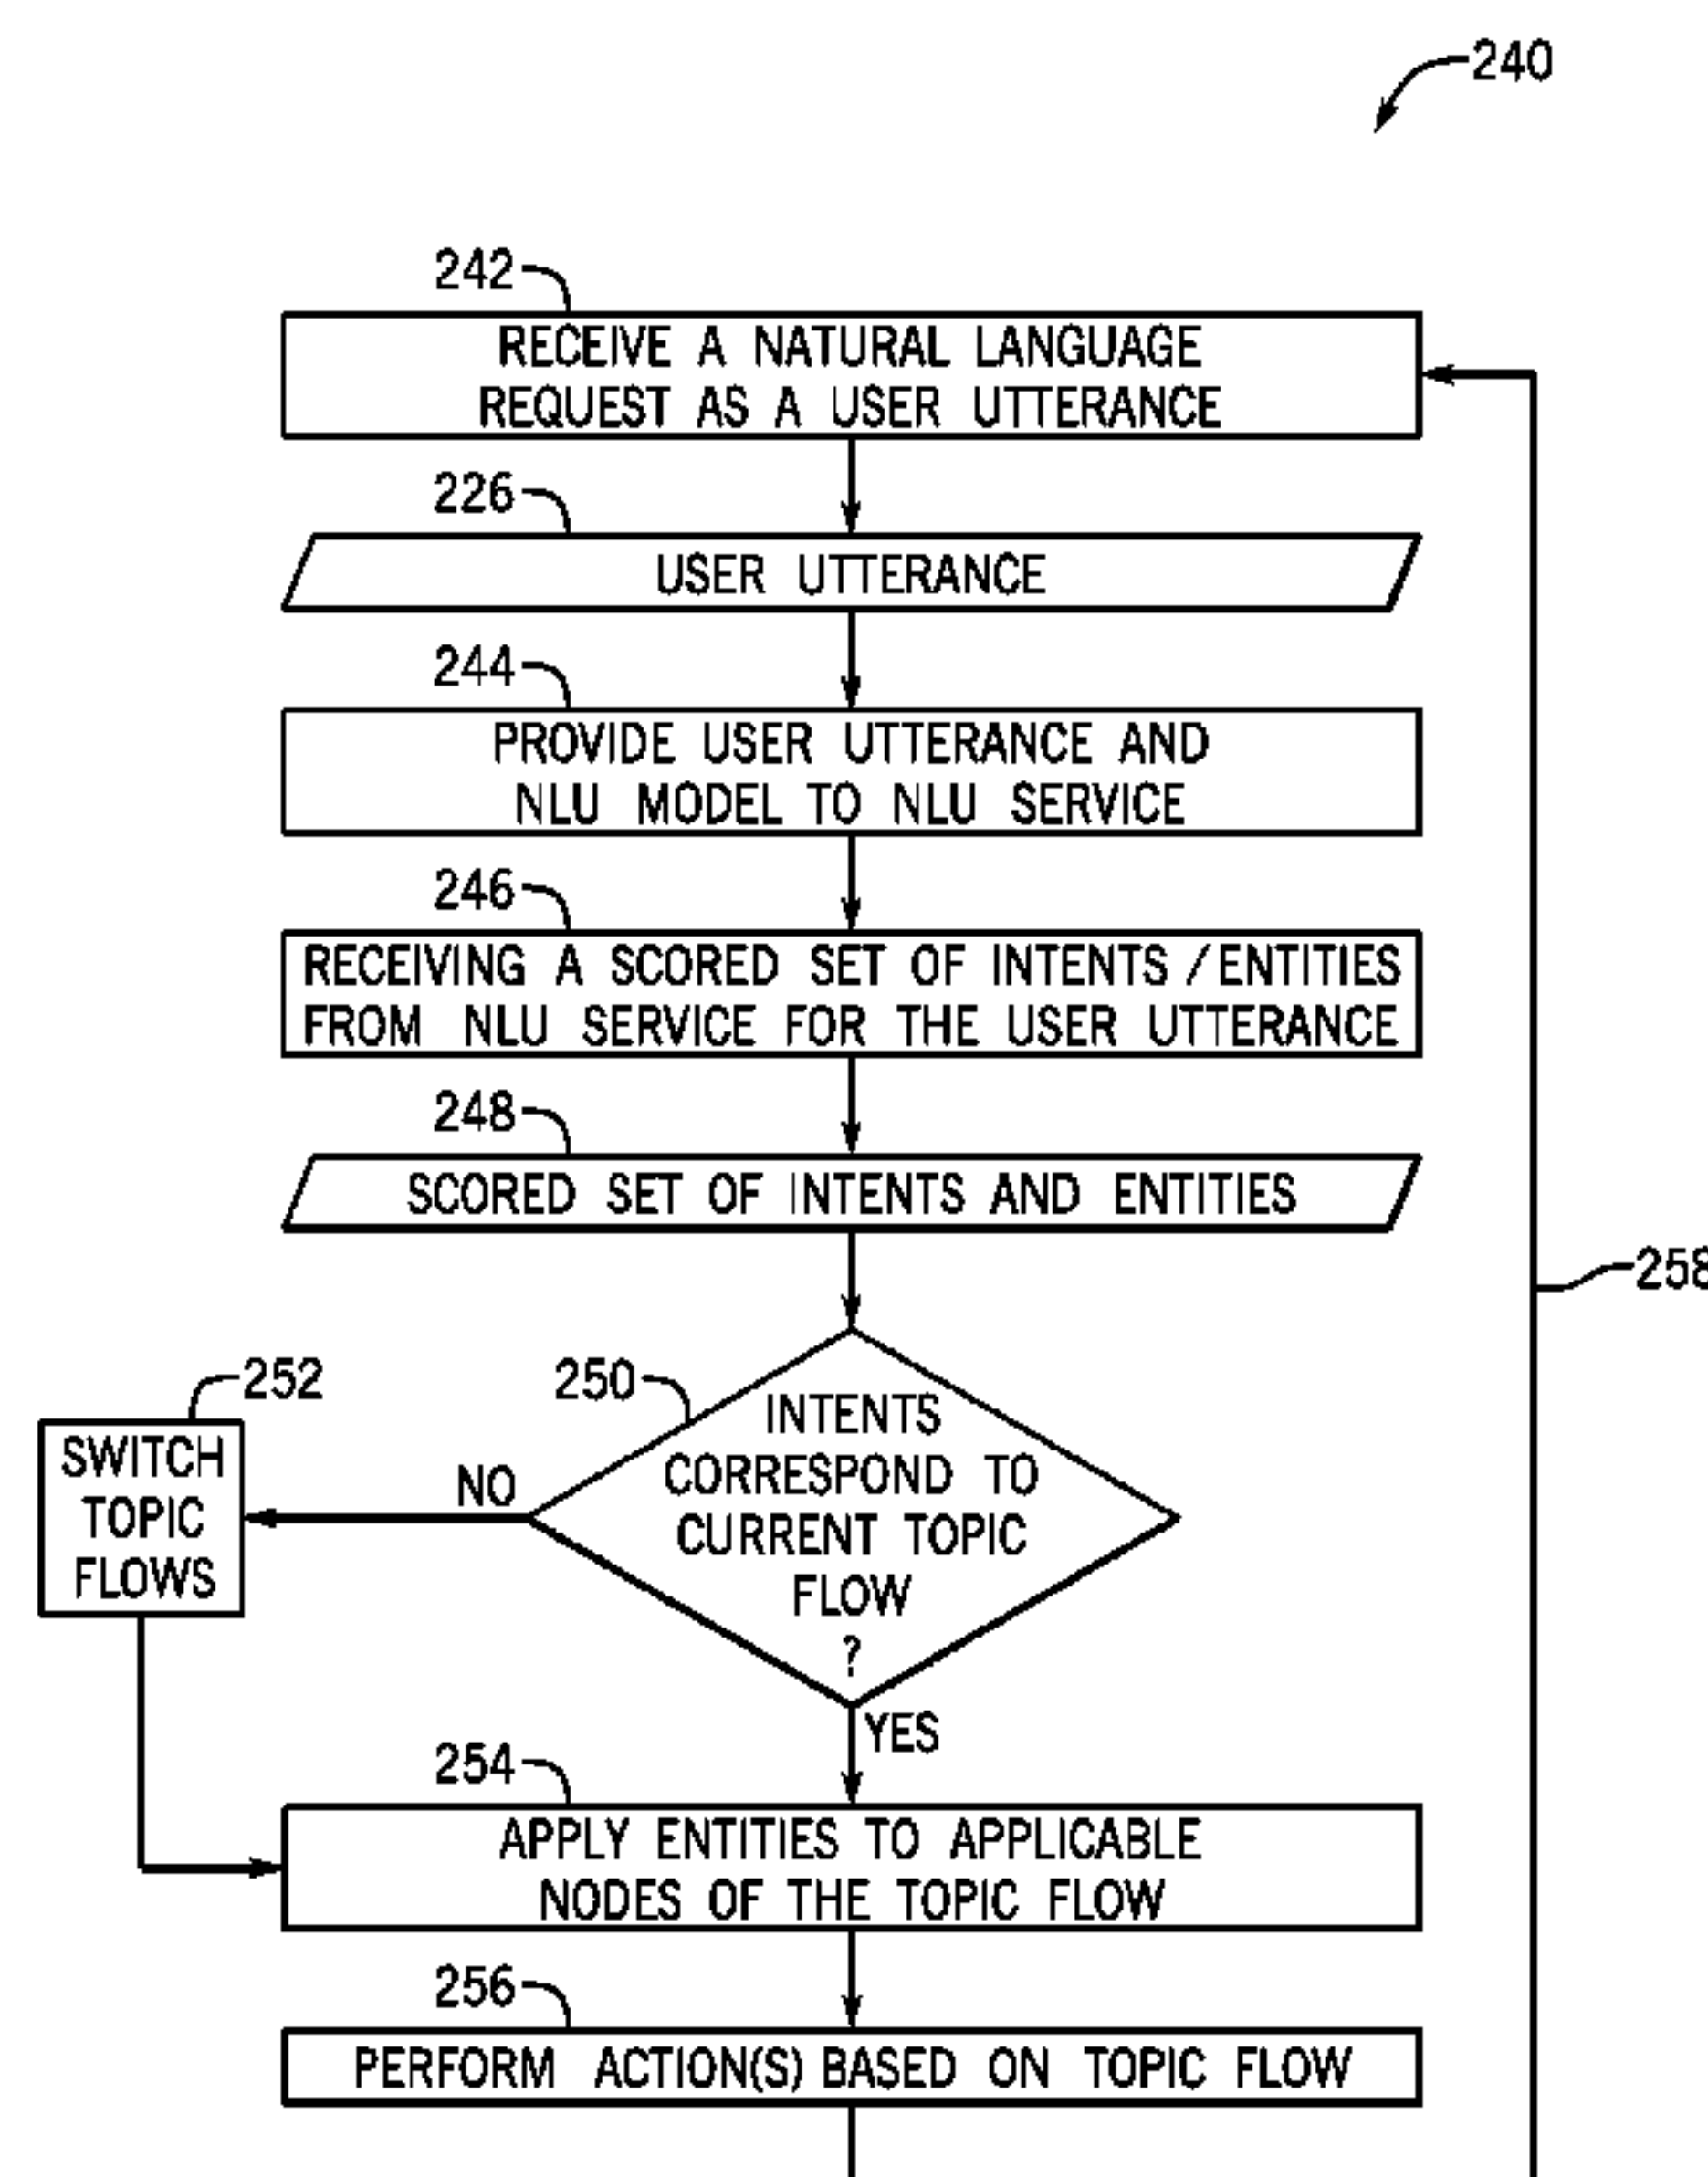 240
242
RECEIVE A NATURAL LANGUAGE
REQUEST AS A USER UTTERANCE
226
USER UTTERANCE
244
PROVIDE USER UTTERANCE AND
NLU MODEL TO NLU SERVICE
246
RECEIVING A SCORED SET OF INTENTS /ENTITIES
FROM NLU SERVICE FOR THE USER UTTERANCE
248
SCORED SET OF INTENTS AND ENTITIES
258
252
SWITCH
TOPIC
FLOWS
NO
250
INTENTS
CORRESPOND TO
CURRENT TOPIC
FLOW
?
YES
254
APPLY ENTITIES TO APPLICABLE
NODES OF THE TOPIC FLOW
256
PERFORM ACTION(S) BASED ON TOPIC FLOW